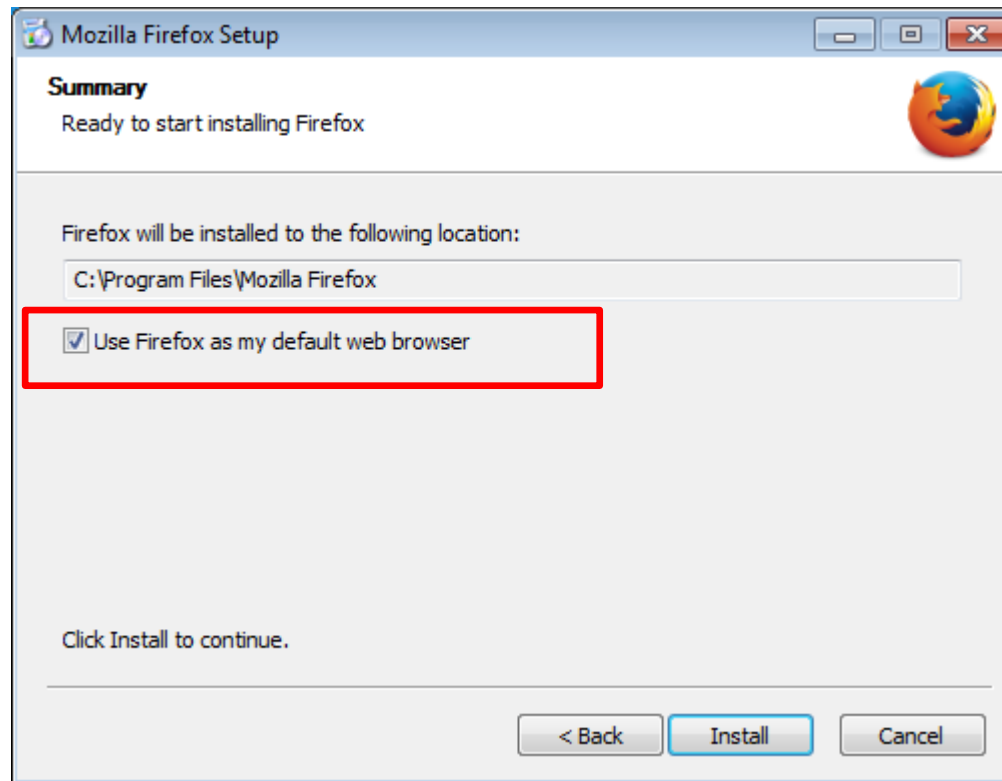 Mozilla Firefox Setup
Summary
Ready to start installing Firefox
Firefox will be installed to the following location:
C:\Program Files\Mozilla Firefox
Use Firefox as my default web browser
Click Install to continue.
< Back Install Cancel